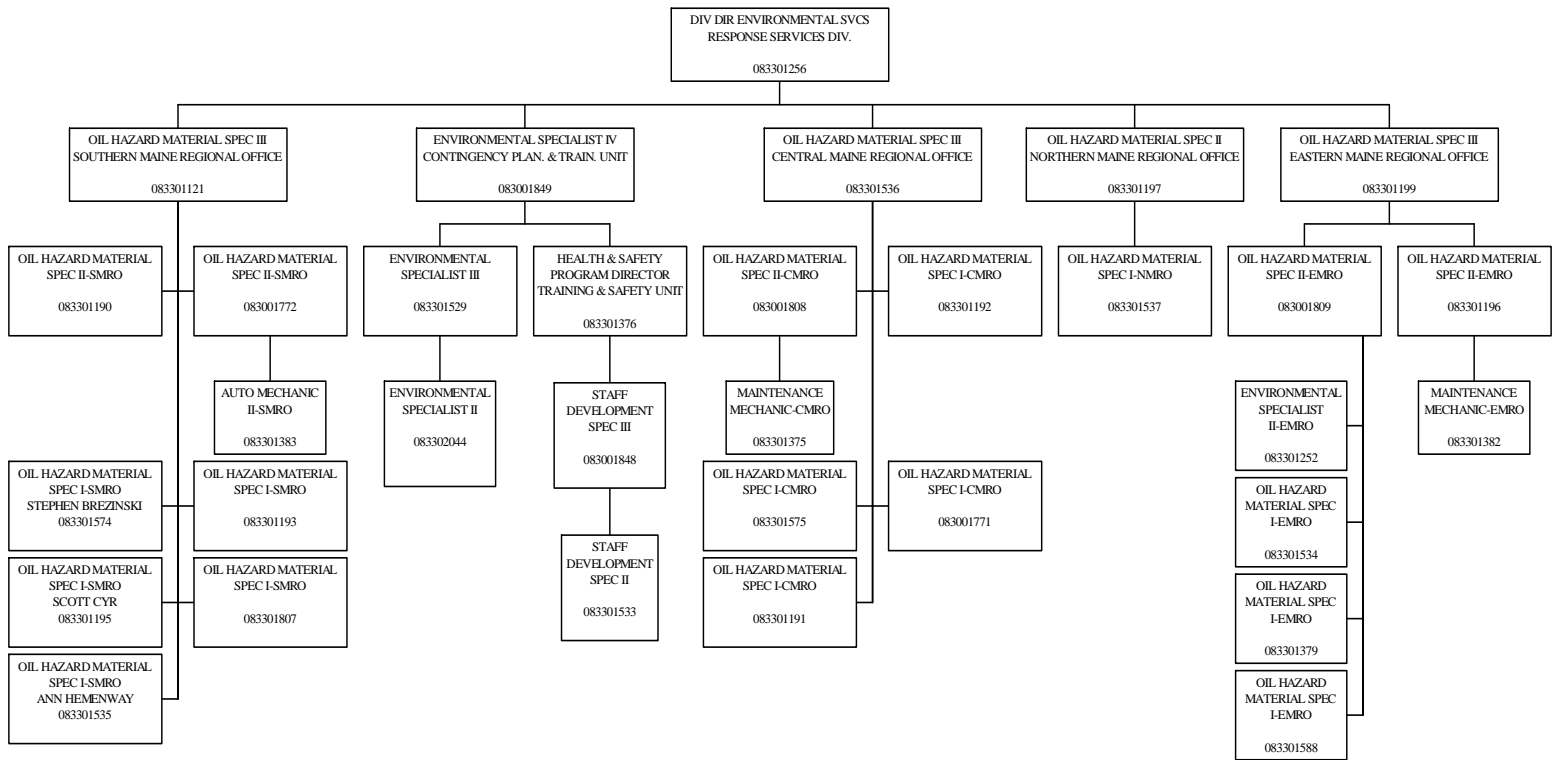 DIV DIR ENVIRONMENTAL SVCS
RESPONSE SERVICES DIV.
083301256
OIL HAZARD MATERIAL SPEC III
SOUTHERN MAINE REGIONAL OFFICE
083301121
ENVIRONMENTAL SPECIALIST IV
CONTINGENCY PLAN. & TRAIN. UNIT
083001849
OIL HAZARD MATERIAL SPEC III
CENTRAL MAINE REGIONAL OFFICE
083301536
OIL HAZARD MATERIAL SPEC II
NORTHERN MAINE REGIONAL OFFICE
083301197
OIL HAZARD MATERIAL SPEC III
EASTERN MAINE REGIONAL OFFICE
083301199
OIL HAZARD MATERIAL
SPEC II-SMRO
083301190
OIL HAZARD MATERIAL
SPEC II-SMRO
083001772
ENVIRONMENTAL
SPECIALIST III
083301529
HEALTH & SAFETY
PROGRAM DIRECTOR
TRAINING & SAFETY UNIT
083301376
OIL HAZARD MATERIAL
SPEC II-CMRO
083001808
OIL HAZARD MATERIAL
SPEC I-CMRO
083301192
OIL HAZARD MATERIAL
SPEC I-NMRO
083301537
OIL HAZARD MATERIAL
SPEC II-EMRO
083001809
OIL HAZARD MATERIAL
SPEC II-EMRO
083301196
AUTO MECHANIC
II-SMRO
083301383
ENVIRONMENTAL
SPECIALIST II
083302044
STAFF
DEVELOPMENT
SPEC III
083001848
MAINTENANCE
MECHANIC-CMRO
083301375
ENVIRONMENTAL
SPECIALIST
II-EMRO
083301252
MAINTENANCE
MECHANIC-EMRO
083301382
OIL HAZARD MATERIAL
SPEC I-SMRO
STEPHEN BREZINSKI
083301574
OIL HAZARD MATERIAL
SPEC I-SMRO
083301193
OIL HAZARD MATERIAL
SPEC I-CMRO
083301575
OIL HAZARD MATERIAL
SPEC I-CMRO
083001771
OIL HAZARD
MATERIAL SPEC
I-EMRO
083301534
STAFF
DEVELOPMENT
SPEC II
083301533
OIL HAZARD MATERIAL
SPEC I-SMRO
SCOTT CYR
083301195
OIL HAZARD MATERIAL
SPEC I-SMRO
083301807
OIL HAZARD MATERIAL
SPEC I-CMRO
083301191
OIL HAZARD
MATERIAL SPEC
I-EMRO
083301379
OIL HAZARD MATERIAL
SPEC I-SMRO
ANN HEMENWAY
083301535
OIL HAZARD
MATERIAL SPEC
I-EMRO
083301588